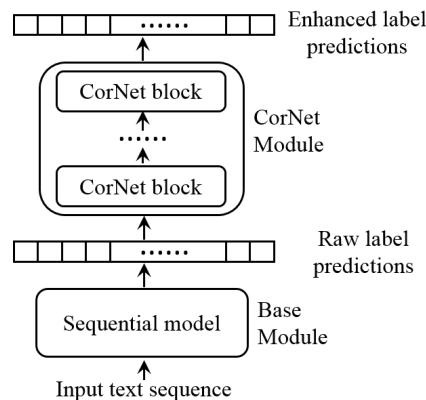 Enhanced label
predictions
......
CorNet block
......
CorNet block
CorNet
Module
Raw label
predictions
......
Sequential model
Base
Module
Input text sequence